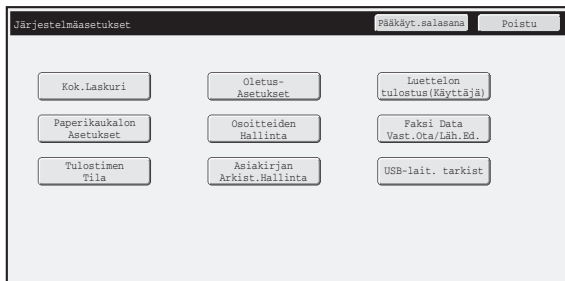 Järjestelmäasetukset Pääkäyt.salasana Poistu
Kok.Laskuri
Oletus-
Asetukset
Luettelon
tulostus(Käyttäjä)
Paperikaukalon
Asetukset
Osoitteiden
Hallinta
Faksi Data
Vast.Ota/Läh.Ed.
Tulostimen
Tila
Asiakirjan
Arkist.Hallinta
USB-lait. tarkist